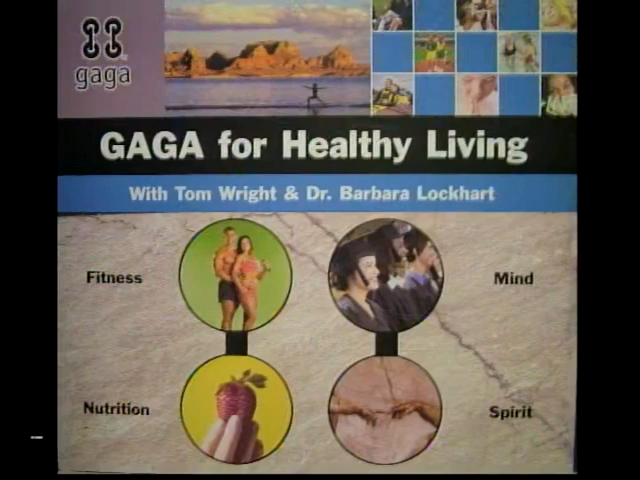 gaga
GAGA for Healthy Living
With Tom Wright & Dr. Barbara Lockhart
Fitness
Mind
Nutrition
Spirit